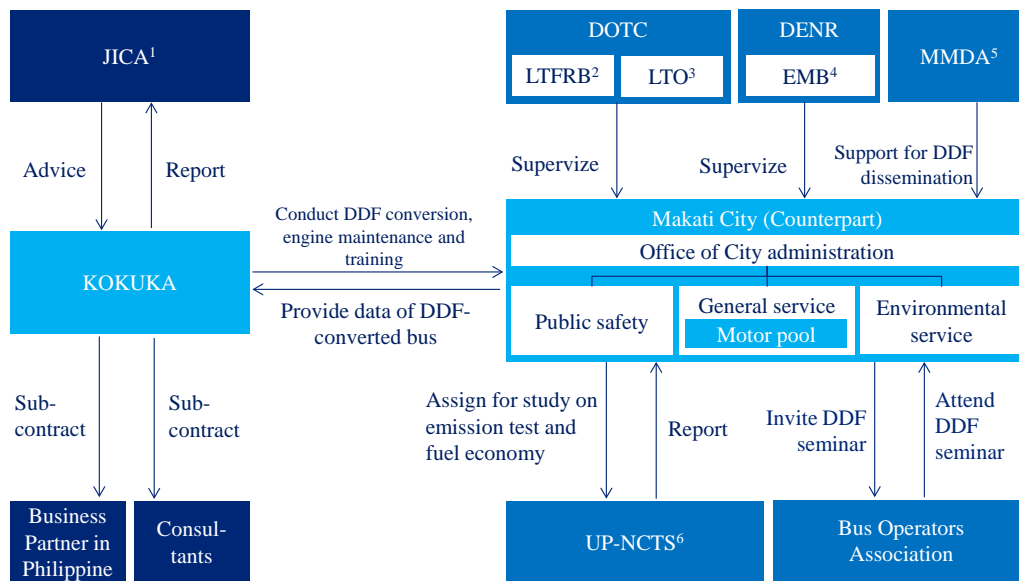 JICA¹
DOTC
LTFRB²
LTO³
DENR
EMB⁴
MMDA⁵
Advice
Report
Supervize
Supervize
Support for DDF
dissemination
KOKUKA
Conduct DDF conversion,
engine maintenance and
training
Provide data of DDF-
converted bus
Makati City (Counterpart)
Office of City administration
Public safety
General service
Motor pool
Environmental
service
Sub-
contract
Sub-
contract
Assign for study on
emission test and
fuel economy
Report
Invite DDF
seminar
Attend
DDF
seminar
Business
Partner in
Philippine
Consul-
tants
UP-NCTS⁶
Bus Operators
Association